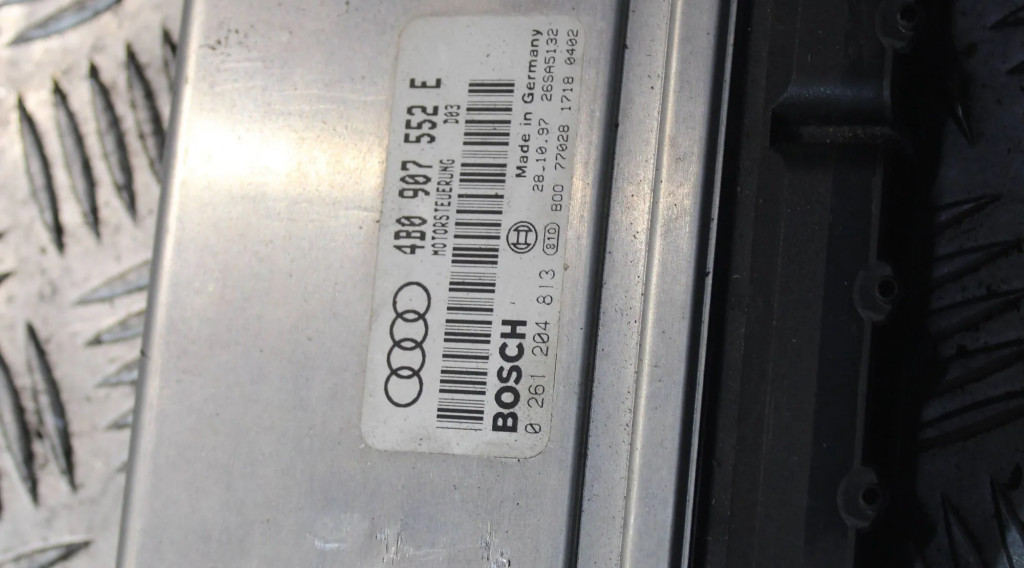 4B0 907 552 E
MOTORSTEUERUNG D03
Made in Germany
BOSCH 28.10.97 26SA5132
0 261 204 813 810 B00 77028 1718 0402